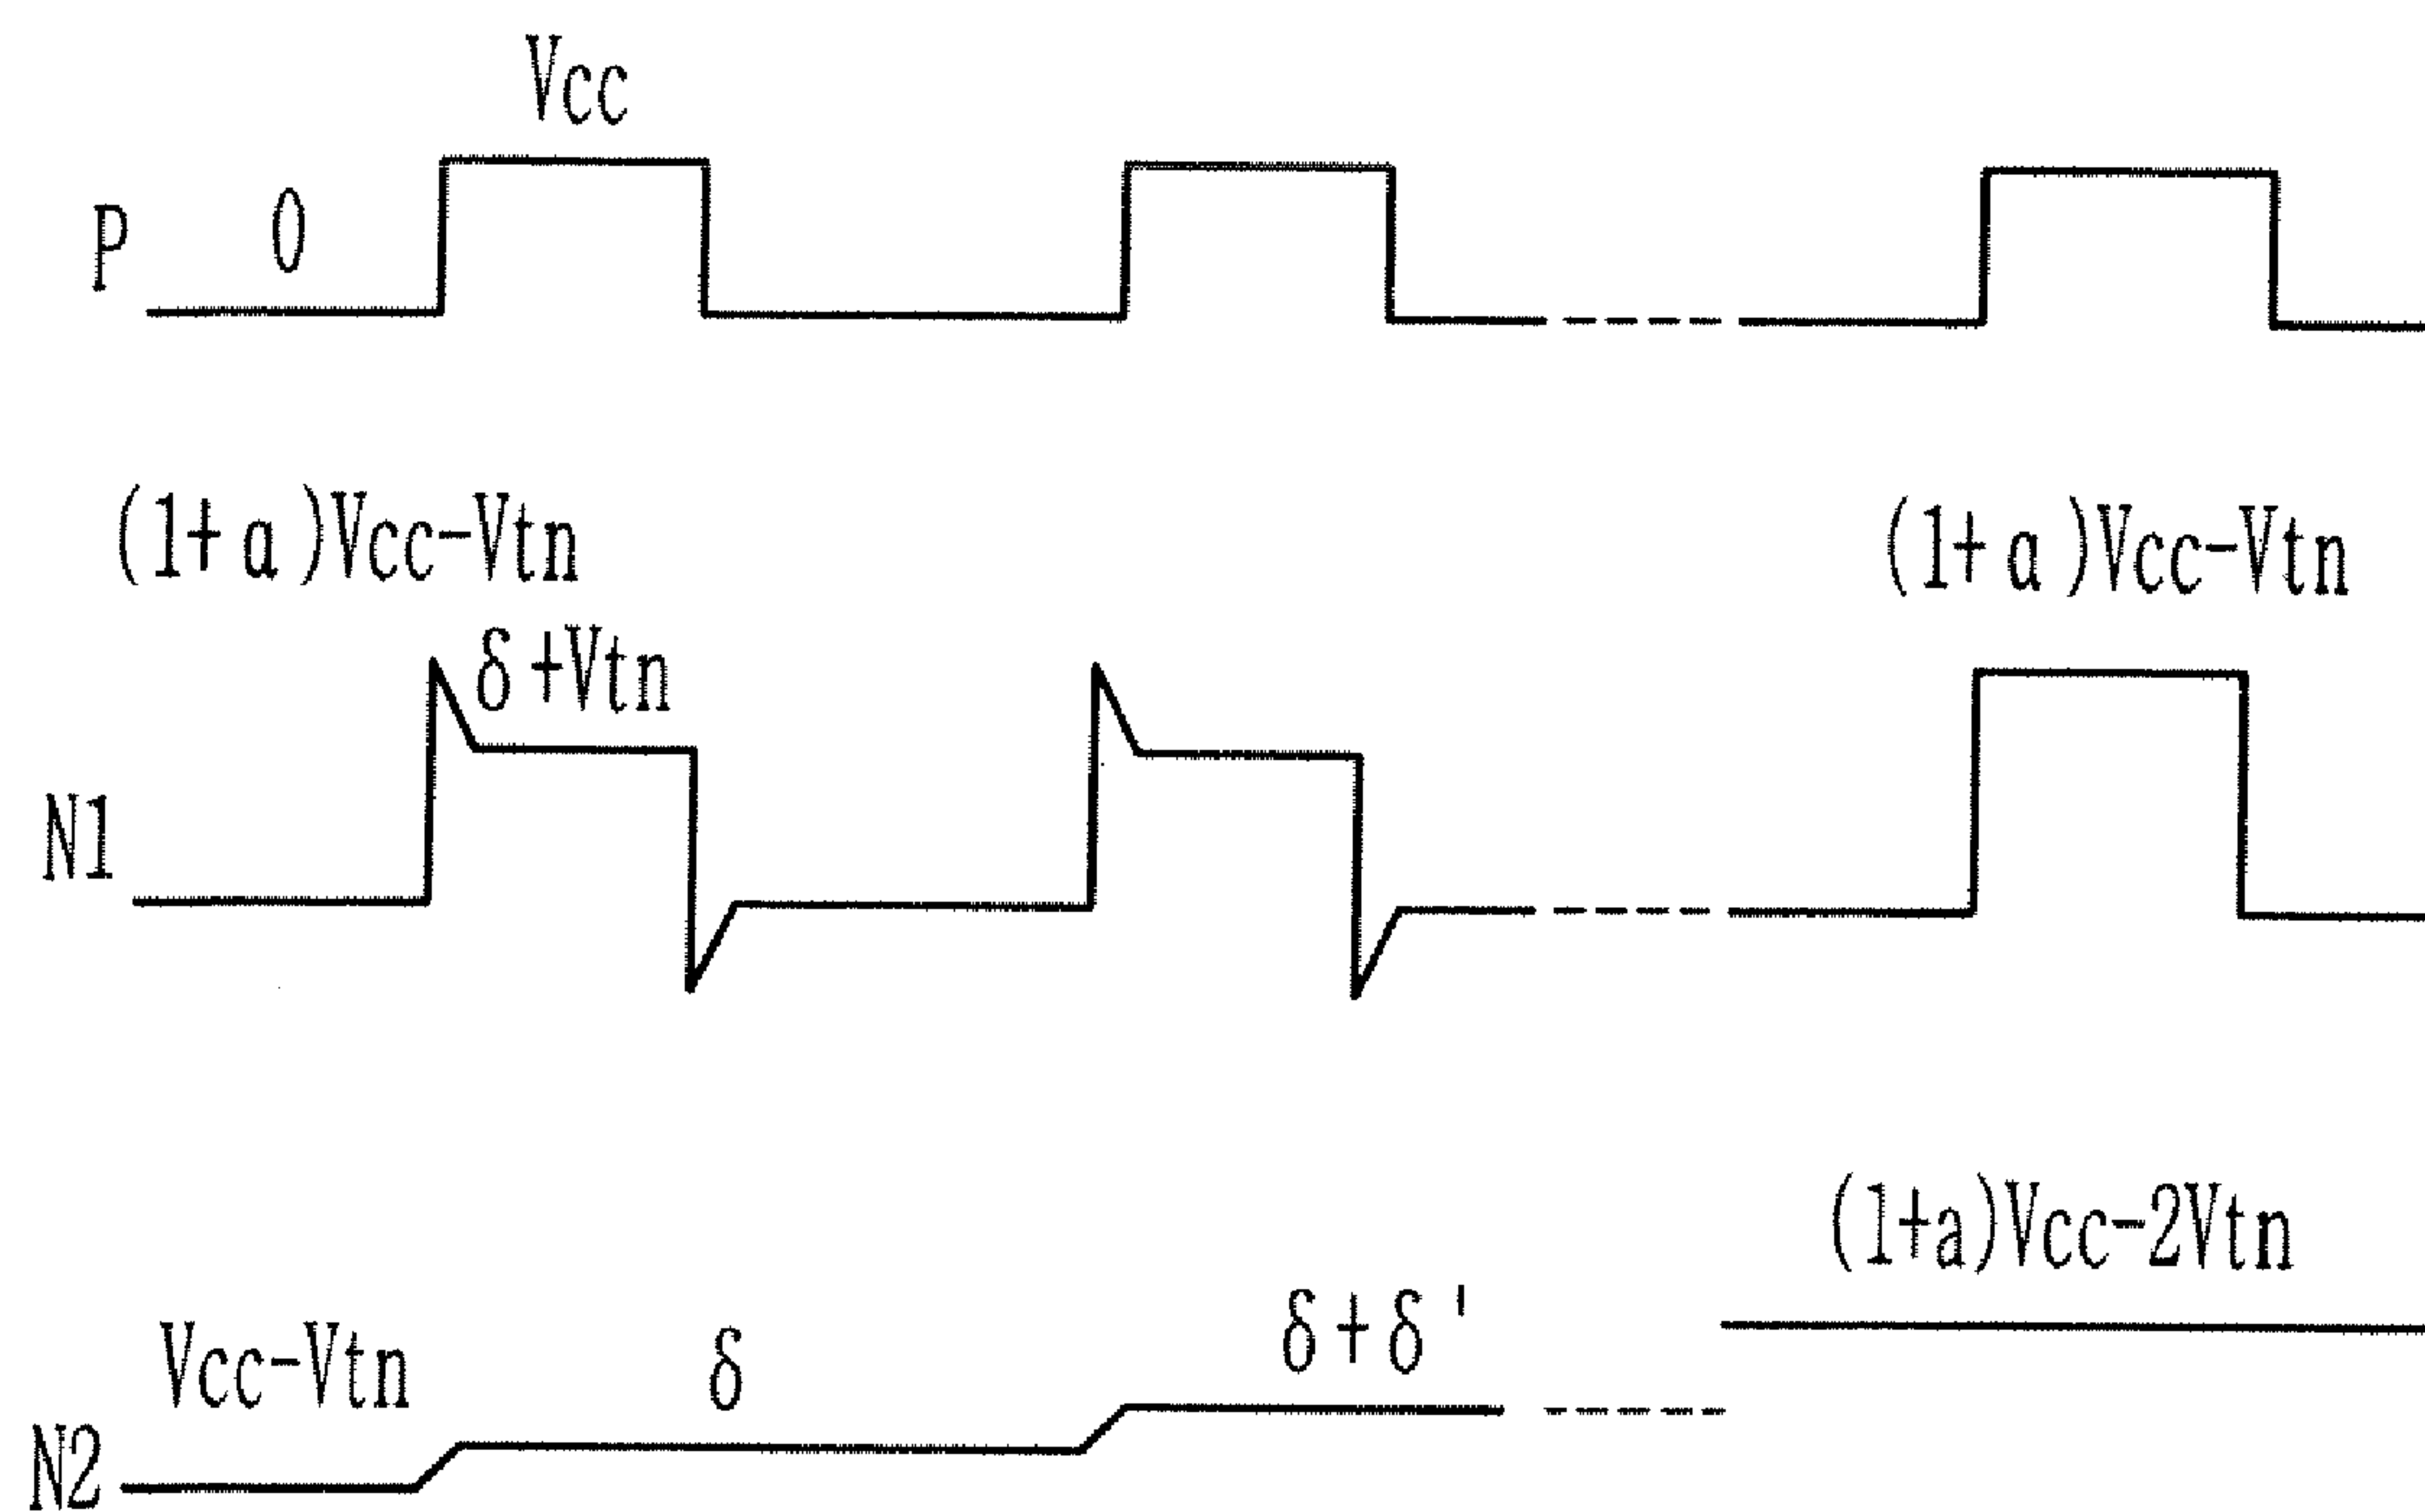 Vcc
P 0
(1+a)Vcc-Vtn (1+a)Vcc-Vtn
δ+Vtn
N1
(1+a)Vcc-2Vtn
Vcc-Vtn δ δ+δ'
N2